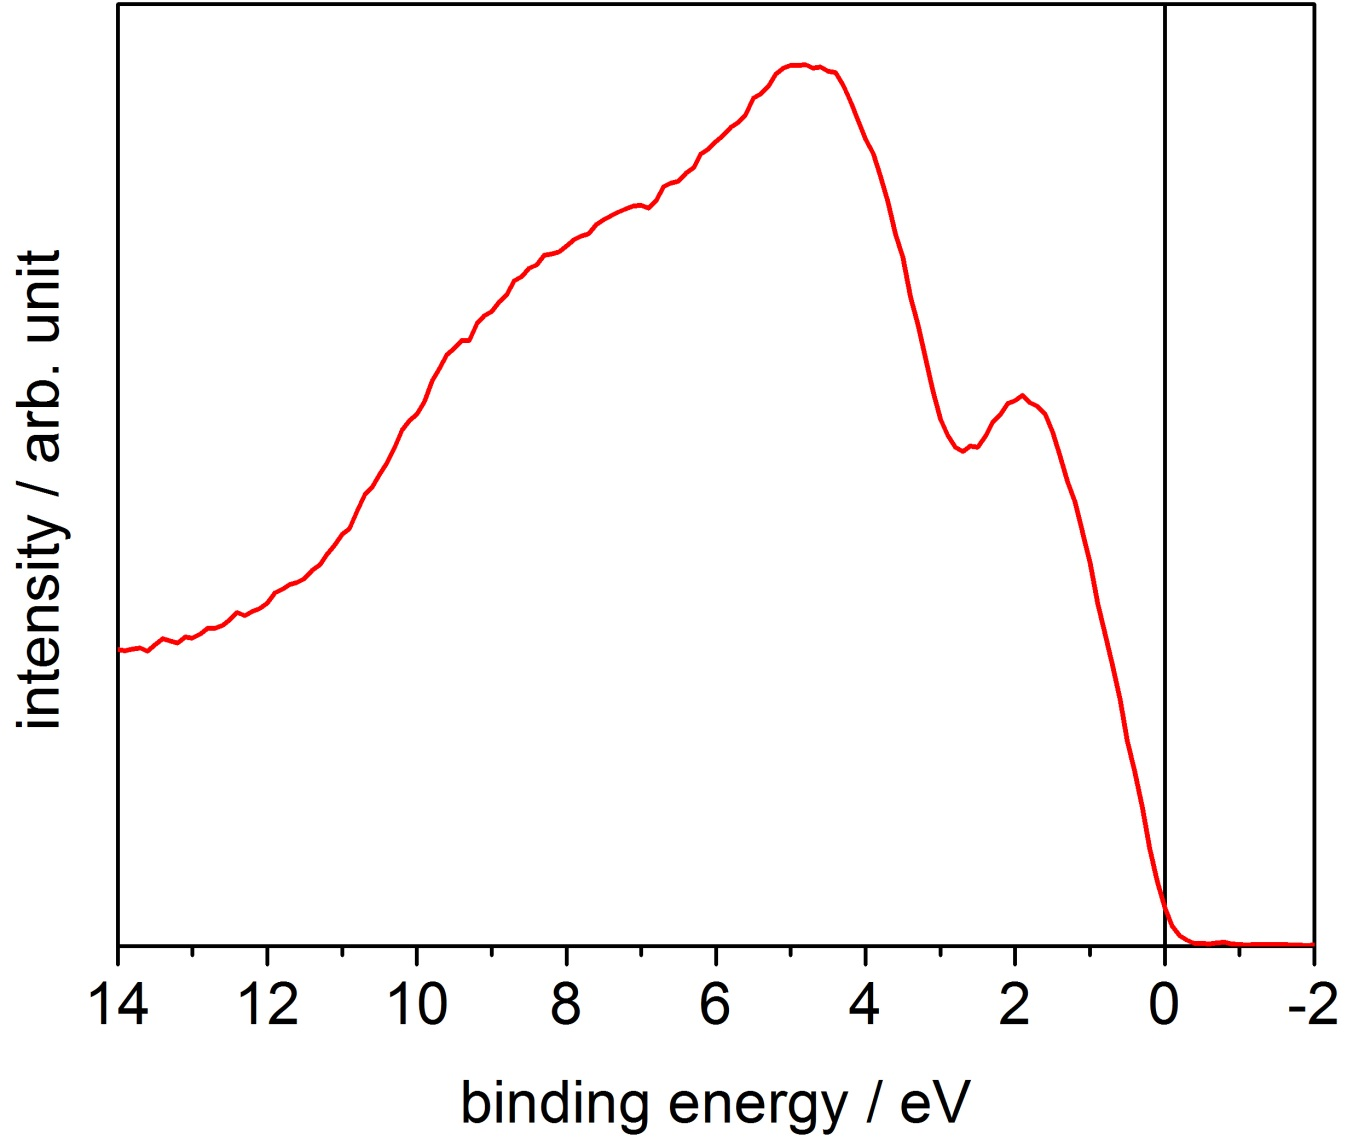 intensity / arb. unit
14 12 10 8 6 4 2 0 -2
binding energy / eV